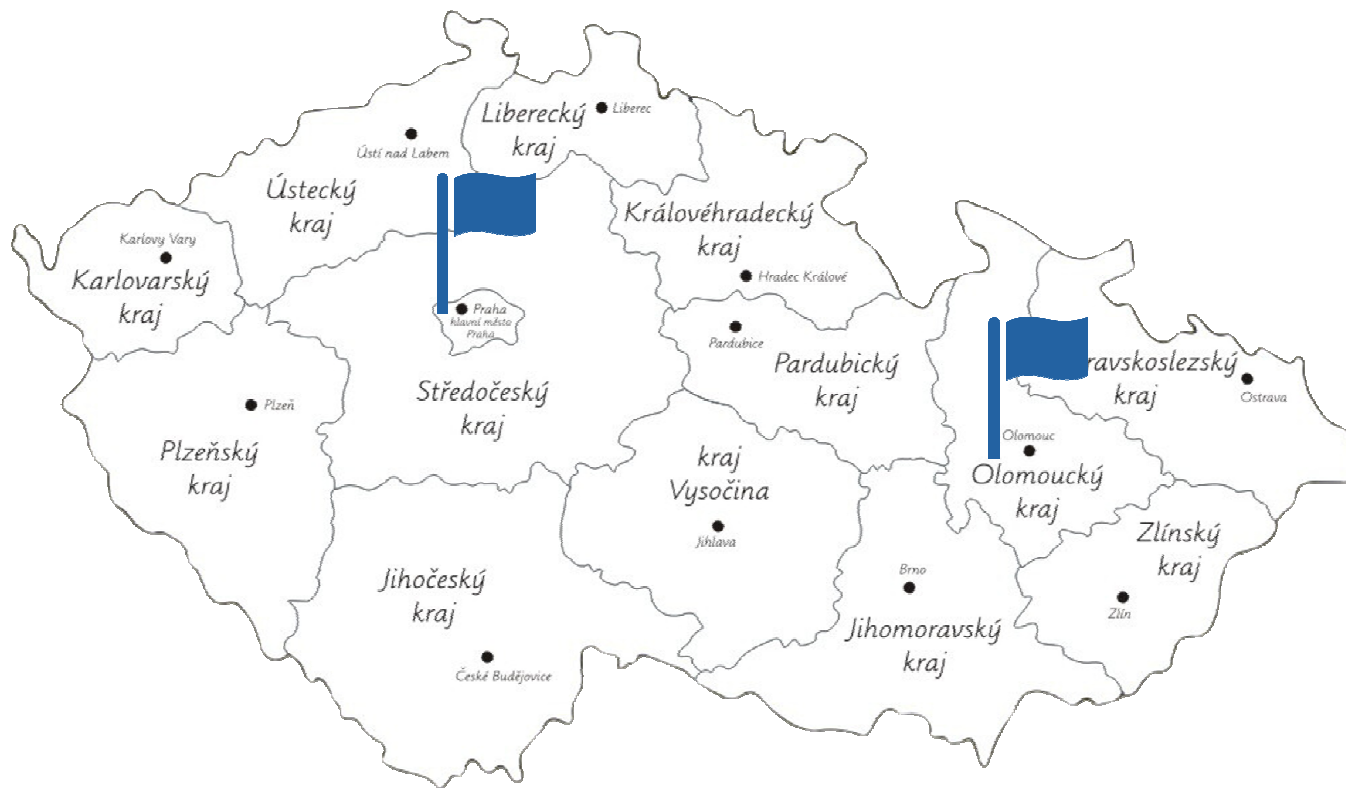 Liberecký
kraj
Liberec
Ústí nad Labem
Ústecký
kraj
Karlovy Vary
Karlovarský
kraj
Královéhradecký
kraj
Hradec Králové
Praha
hlavní město
Praha
Středočeský
kraj
Pardubice
Pardubický
kraj
ravskoslezský
kraj
Ostrava
Plzeň
Plzeňský
kraj
kraj
Vysočina
Jihlava
Olomouc
Olomoucký
kraj
Zlínský
kraj
Zlín
Jihočeský
kraj
České Budějovice
Brno
Jihomoravský
kraj